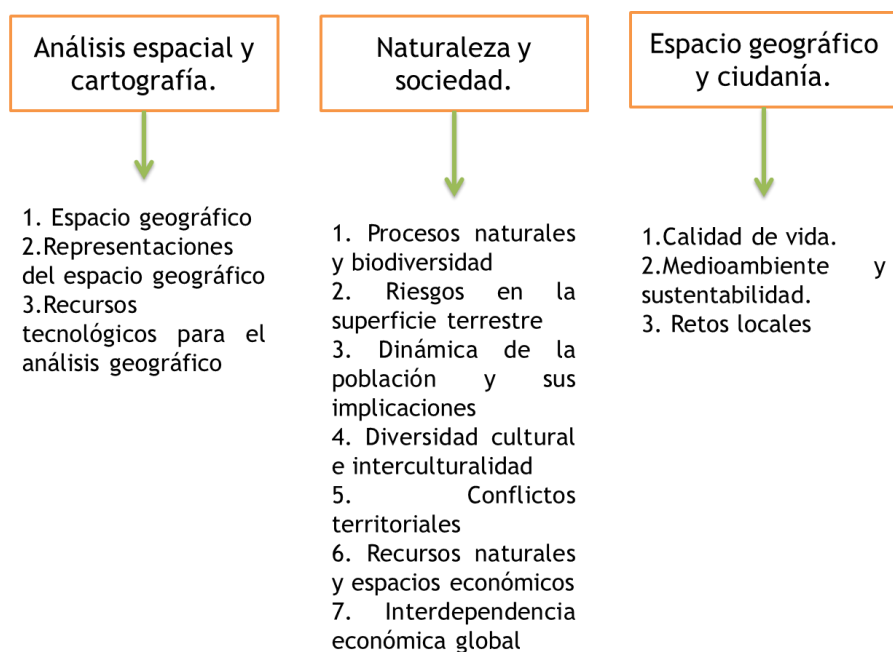 Análisis espacial y
cartografía.
1. Espacio geográfico
2.Representaciones
del espacio geográfico
3.Recursos
tecnológicos para el
análisis geográfico
Naturaleza y
sociedad.
1. Procesos naturales
y biodiversidad
2. Riesgos en la
superficie terrestre
3. Dinámica de la
población y sus
implicaciones
4. Diversidad cultural
e interculturalidad
5. Conflictos
territoriales
6. Recursos naturales
y espacios económicos
7. Interdependencia
económica global
Espacio geográfico
y ciudanía.
1.Calidad de vida.
2.Medioambiente y
sustentabilidad.
3. Retos locales